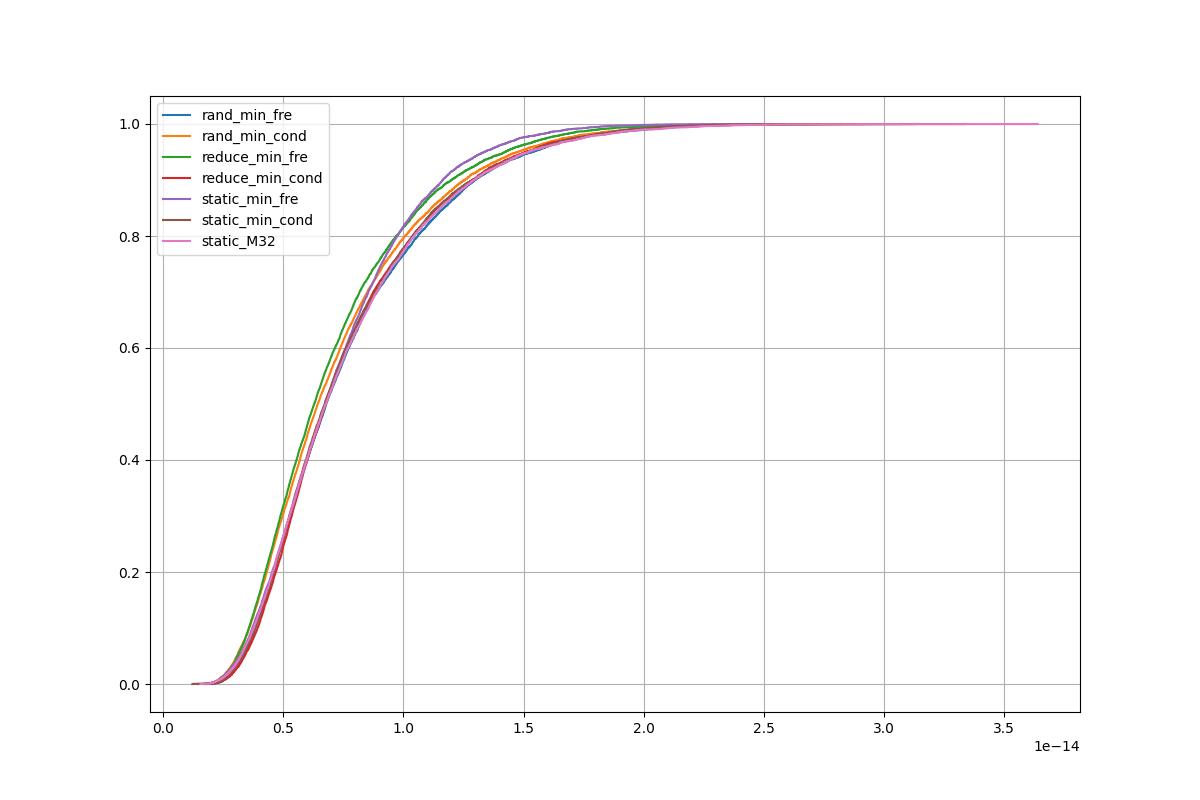 rand_min_fre
rand_min_cond
reduce_min_fre
reduce_min_cond
static_min_fre
static_min_cond
static_M32
1.0
0.8
0.6
0.4
0.2
0.0
0.0 0.5 1.0 1.5 2.0 2.5 3.0 3.5
1e−14